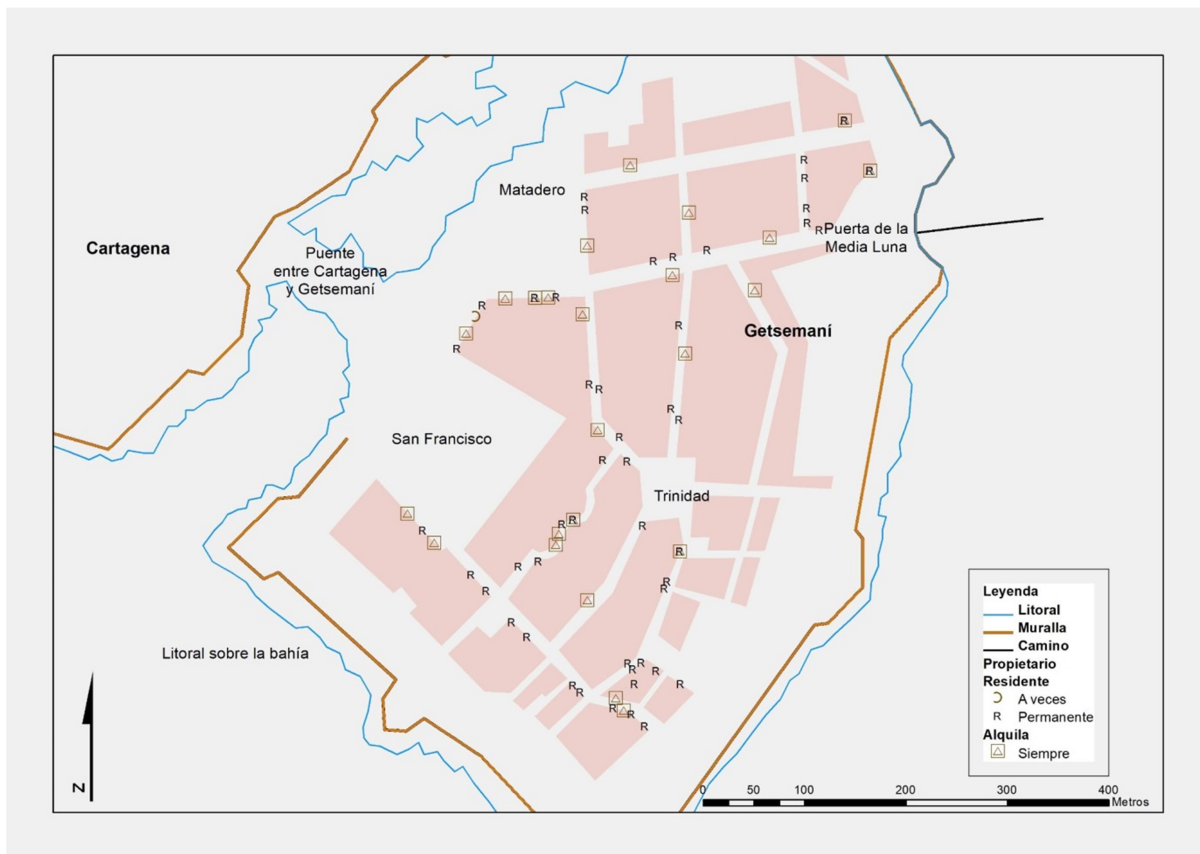 Matadero
Cartagena
Puente
entre Cartagena
y Getsemaní
Puerta de la
Media Luna
Getsemaní
San Francisco
Trinidad
Litoral sobre la bahía
Leyenda
Litoral
Muralla
Camino
Propietario
Residente
A veces
R Permanente
Alquila
Siempre
N
0 50 100 200 300 400
Metros